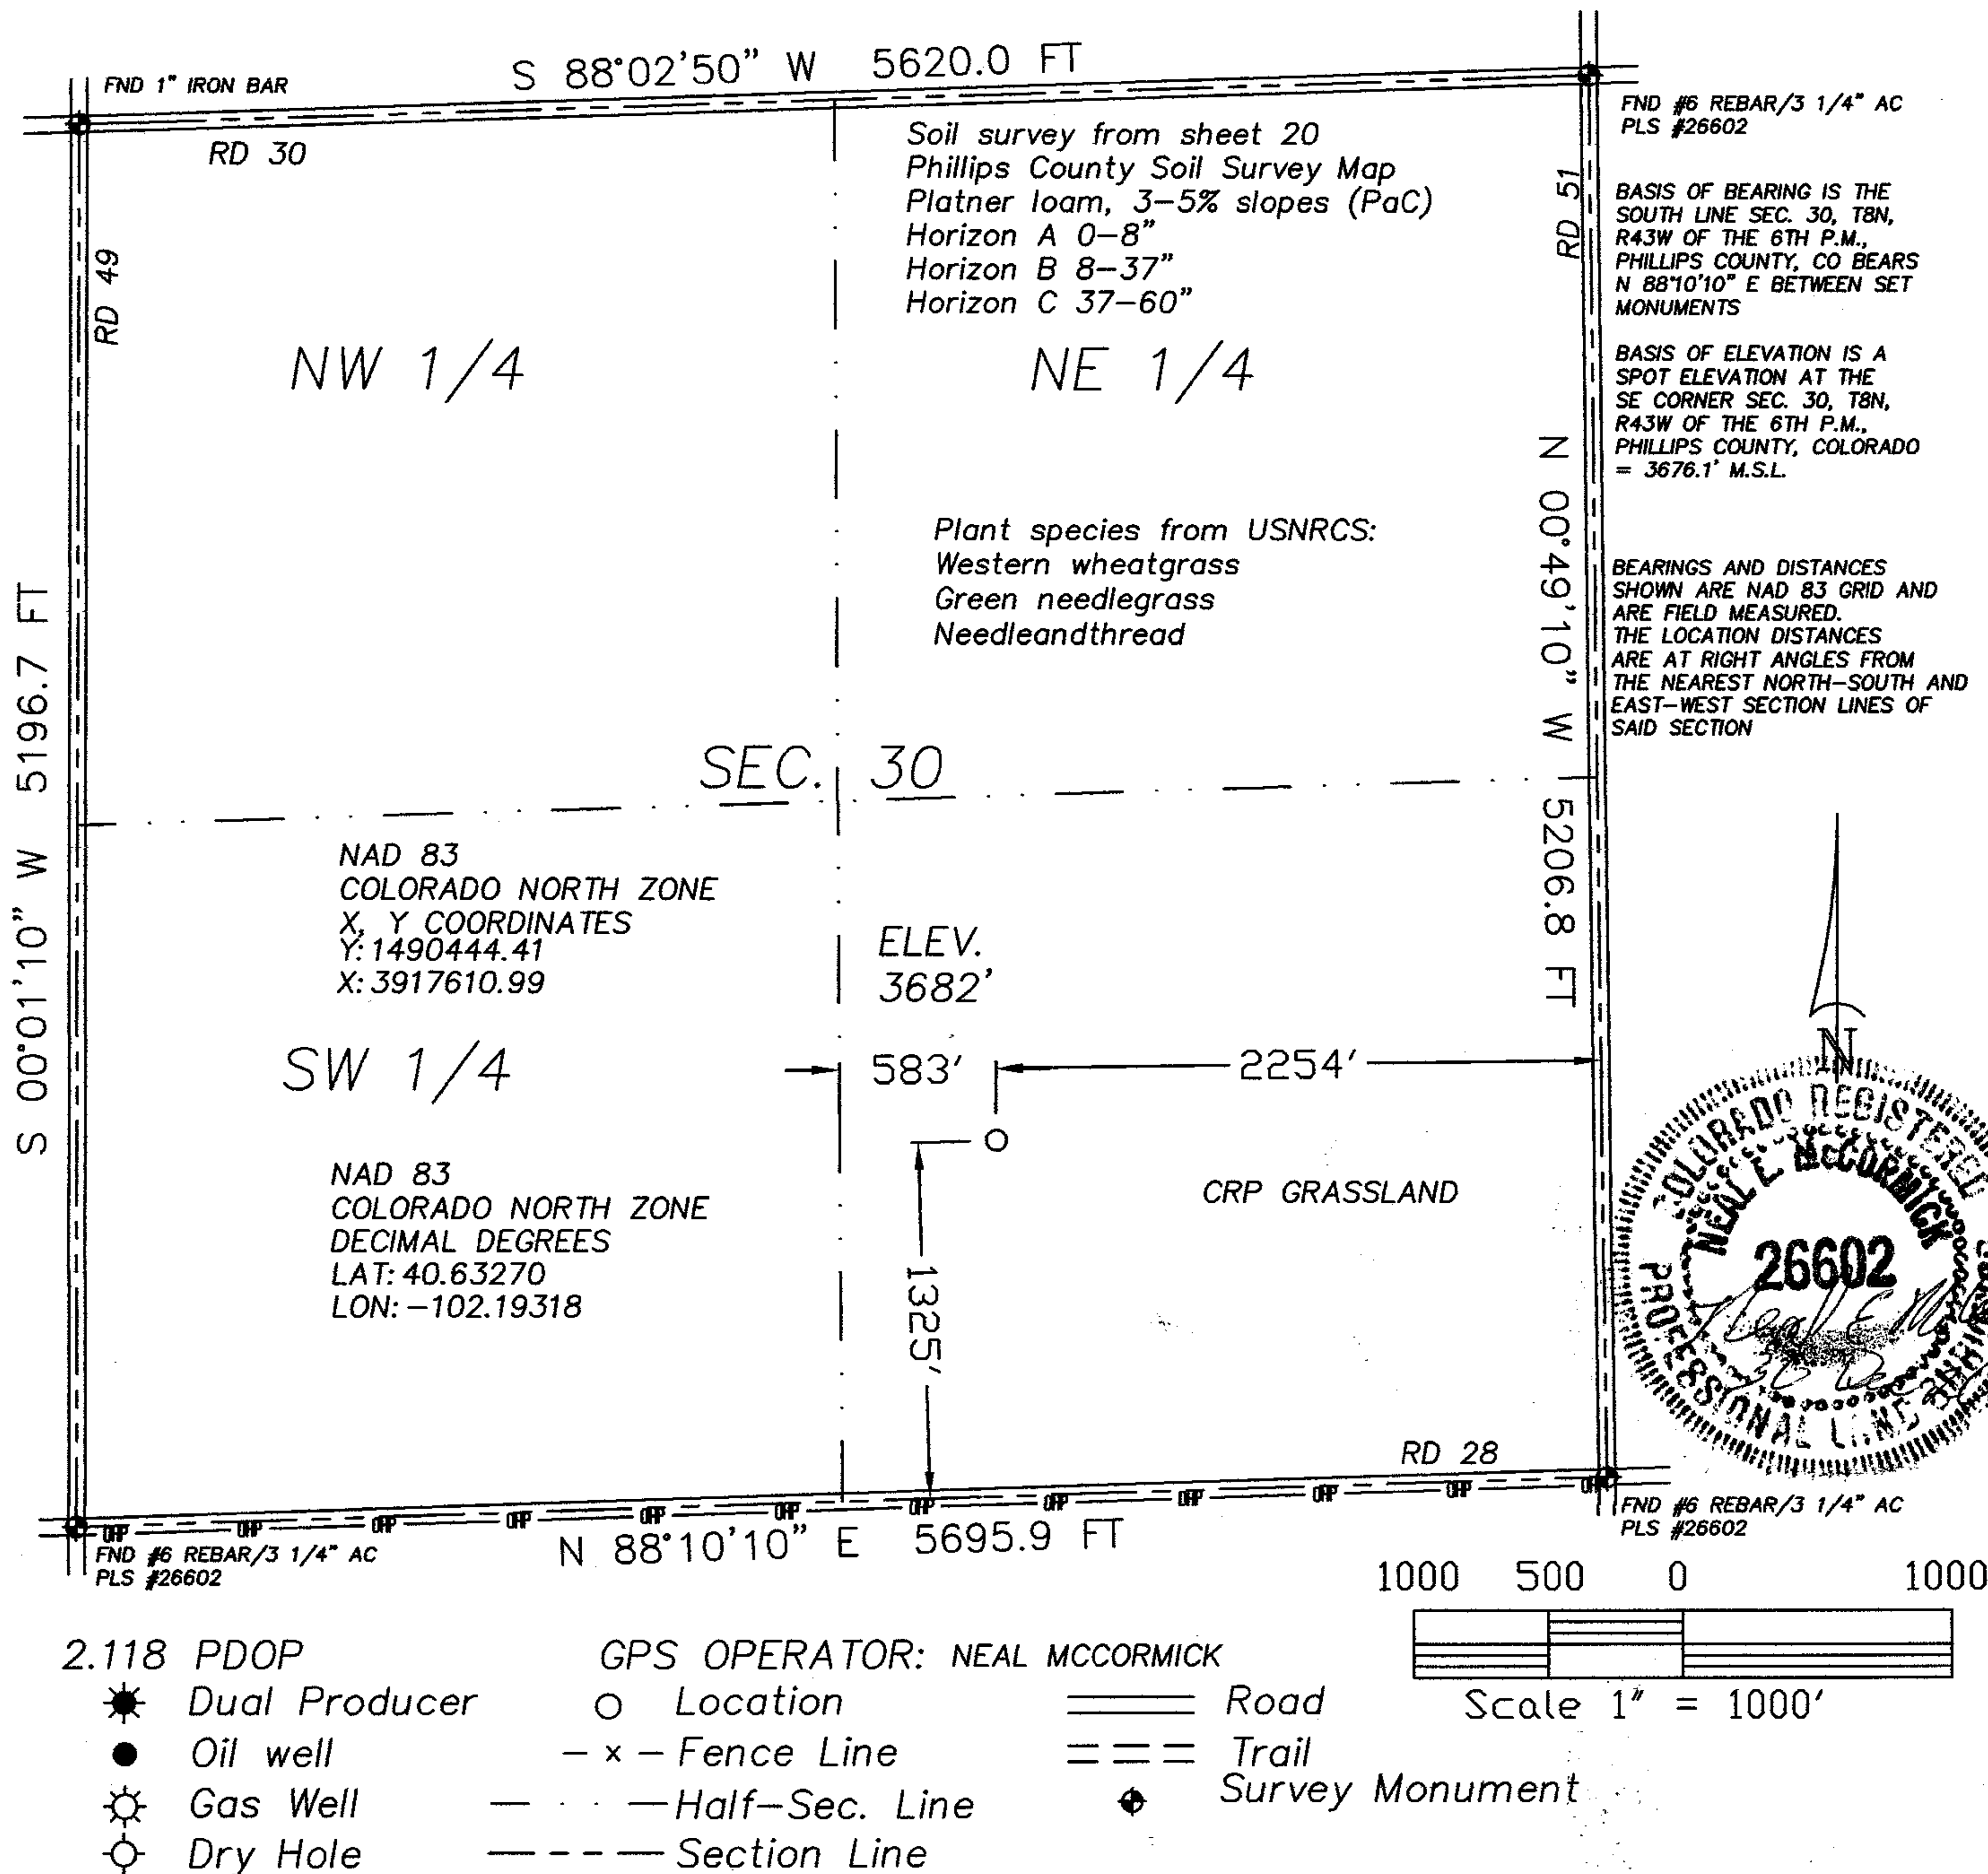 S 88°02'50" W 5620.0 FT
FND 1" IRON BAR
RD 30
RD 49
Soil survey from sheet 20
Phillips County Soil Survey Map
Platner loam, 3-5% slopes (PaC)
Horizon A 0-8"
Horizon B 8-37"
Horizon C 37-60"
RD 51
FND #6 REBAR/3 1/4" AC
PLS #26602
BASIS OF BEARING IS THE
SOUTH LINE SEC. 30, T8N,
R43W OF THE 6TH P.M.,
PHILLIPS COUNTY, CO BEARS
N 88°10'10" E BETWEEN SET
MONUMENTS
BASIS OF ELEVATION IS A
SPOT ELEVATION AT THE
SE CORNER SEC. 30, T8N,
R43W OF THE 6TH P.M.,
PHILLIPS COUNTY, COLORADO
= 3676.1' M.S.L.
NW 1/4
NE 1/4
Plant species from USNRCS:
Western wheatgrass
Green needlegrass
Needleandthread
N 00°49'10" W 5206.8 FT
BEARINGS AND DISTANCES
SHOWN ARE NAD 83 GRID AND
ARE FIELD MEASURED.
THE LOCATION DISTANCES
ARE AT RIGHT ANGLES FROM
THE NEAREST NORTH-SOUTH AND
EAST-WEST SECTION LINES OF
SAID SECTION
S 00°01'10" W 5196.7 FT
SEC. 30
NAD 83
COLORADO NORTH ZONE
X, Y COORDINATES
Y: 1490444.41
X: 3917610.99
ELEV.
3682'
SW 1/4
583'
2254'
N
NAD 83
COLORADO NORTH ZONE
DECIMAL DEGREES
LAT: 40.63270
LON: -102.19318
CRP GRASSLAND
1325'
COLORADO REGISTERED
NEAL E. McCORMICK
26602
PROFESSIONAL LAND
RD 28
OHP OHP OHP OHP OHP OHP OHP OHP OHP OHP OHP OHP
N 88°10'10" E 5695.9 FT
FND #6 REBAR/3 1/4" AC
PLS #26602
FND #6 REBAR/3 1/4" AC
PLS #26602
1000 500 0 1000
Scale 1" = 1000'
2.118 PDOP
GPS OPERATOR: NEAL MCCORMICK
Dual Producer
Location
Road
Oil well
- x - Fence Line
Trail
Gas Well
Half-Sec. Line
Survey Monument
Dry Hole
Section Line